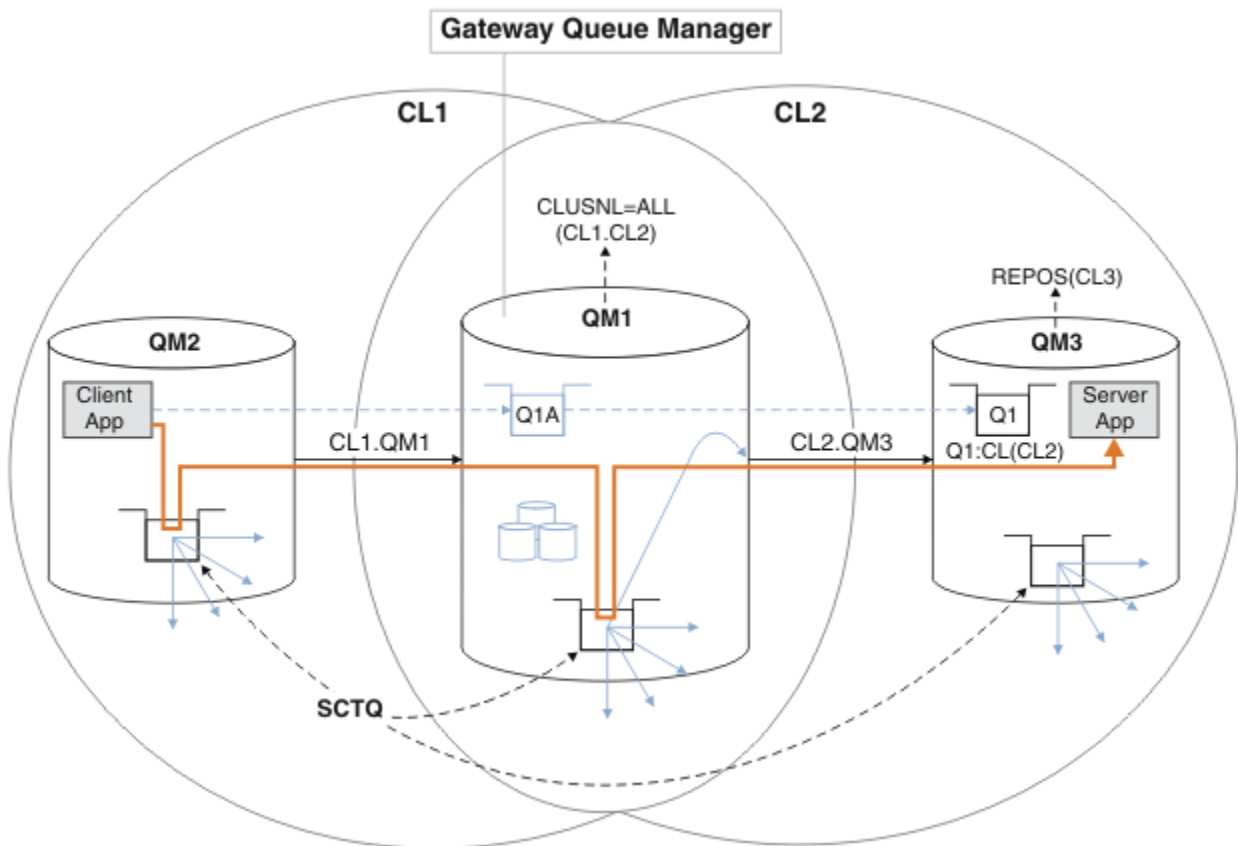 Gateway Queue Manager
CL1
CL2
CLUSNL=ALL
(CL1.CL2)
REPOS(CL3)
QM2
QM1
QM3
Client
App
Q1A
Q1
Server
App
CL1.QM1
CL2.QM3
Q1:CL(CL2)
SCTQ